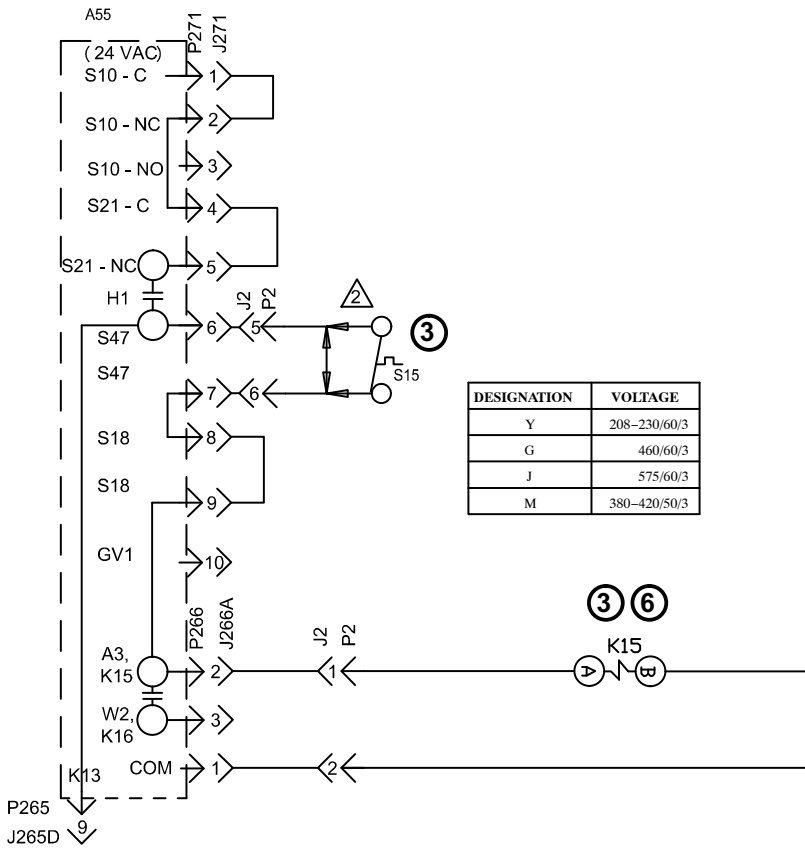 A55
P271
J271
( 24 VAC)
S10 - C
1
S10 - NC
2
S10 - NO
3
S21 - C
4
S21 - NC
5
H1
J2
P2
2
S47
6
5
3
S15
S47
7
6
S18
8
S18
9
DESIGNATION VOLTAGE
Y 208–230/60/3
G 460/60/3
J 575/60/3
M 380–420/50/3
GV1
10
P266
J266A
J2
P2
3 6
K15
A3,
K15
2
1
A
B
W2,
K16
3
COM
1
2
K13
P265
9
J265D